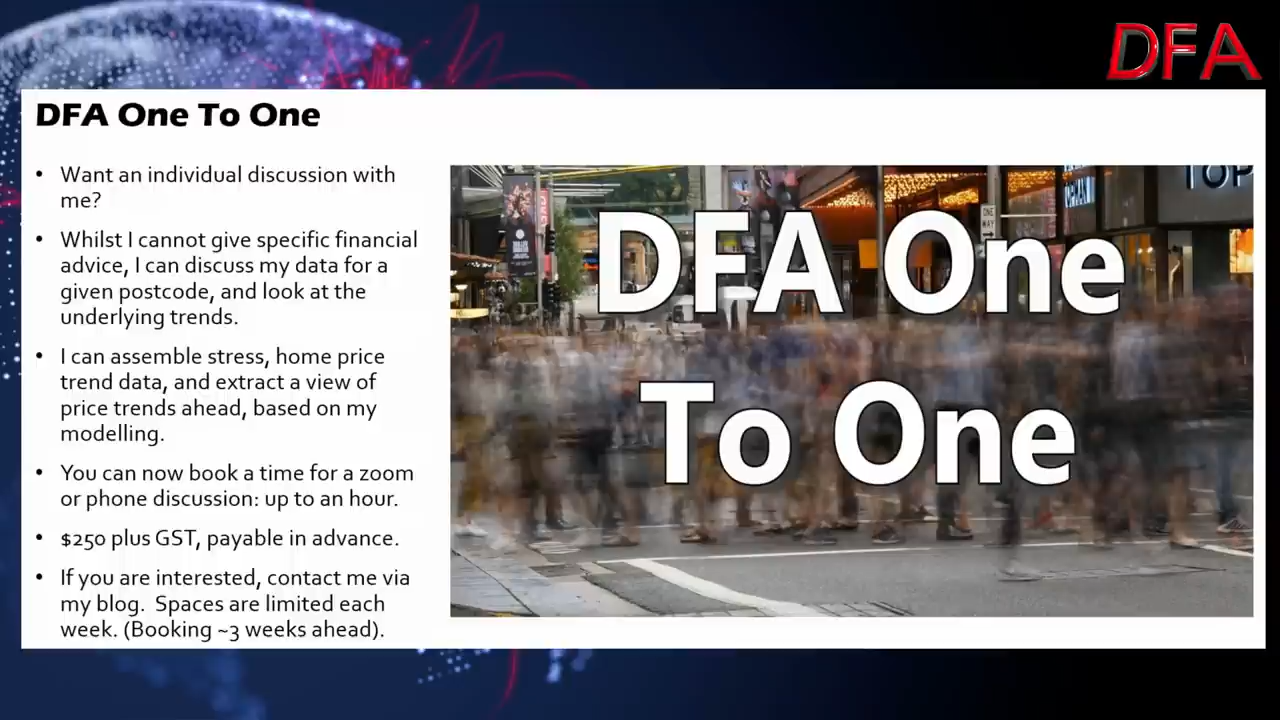 DFA
DFA One To One
• Want an individual discussion with
me?
• Whilst I cannot give specific financial
advice, I can discuss my data for a
given postcode, and look at the
underlying trends.
• I can assemble stress, home price
trend data, and extract a view of
price trends ahead, based on my
modelling.
• You can now book a time for a zoom
or phone discussion: up to an hour.
• $250 plus GST, payable in advance.
• If you are interested, contact me via
my blog.  Spaces are limited each
week. (Booking ~3 weeks ahead).
TOP
ONE
WAY
DFA One
To One